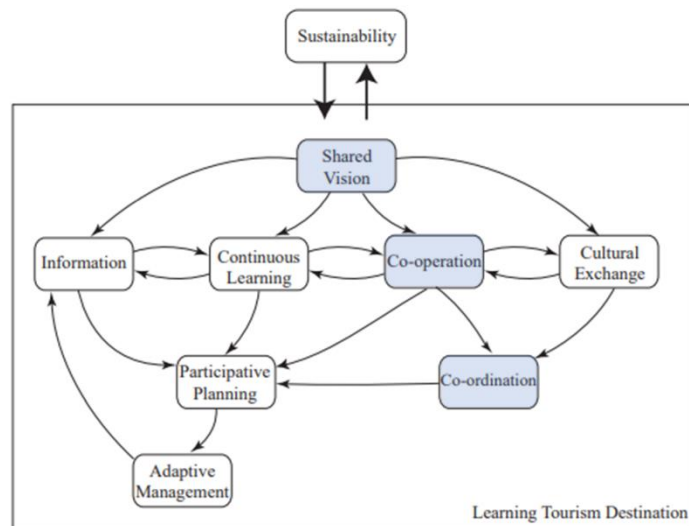 Sustainability
Shared
Vision
Information
Continuous
Learning
Co-operation
Cultural
Exchange
Participative
Planning
Co-ordination
Adaptive
Management
Learning Tourism Destination